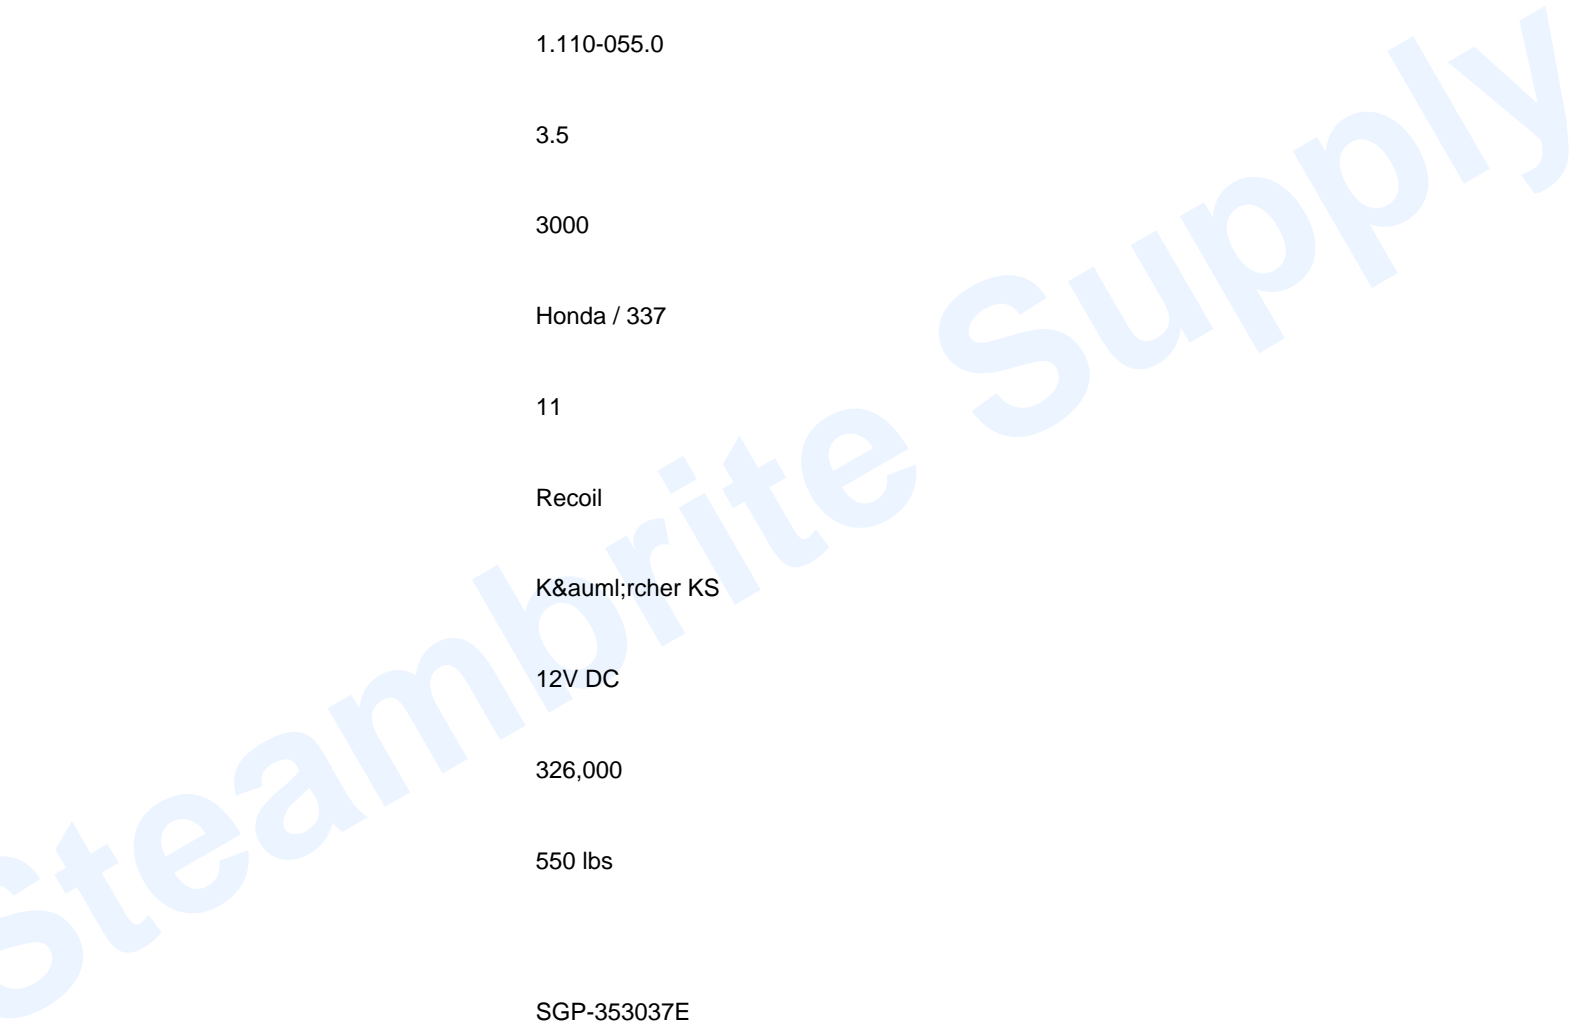 1.110-055.0
3.5
3000
Honda / 337
11
Recoil
K&auml;rcher KS
12V DC
326,000
550 lbs
SGP-353037E
Steambrite Supply